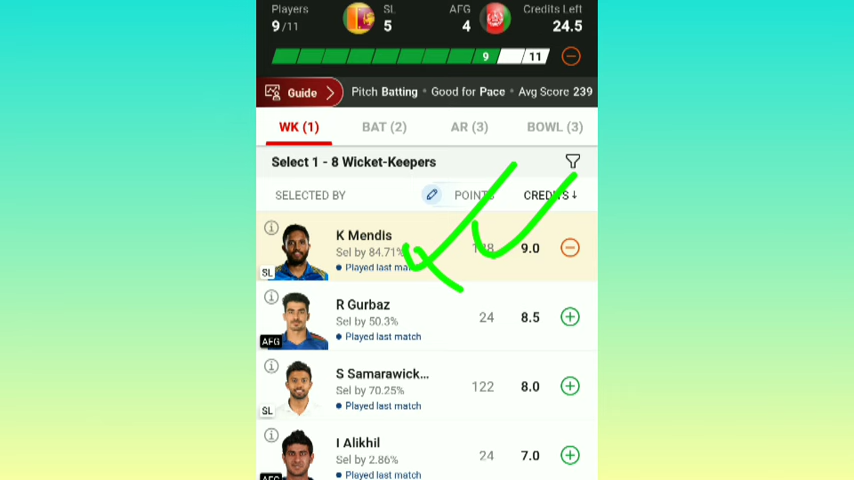 Players SL AFG Credits Left
9/11 5 4 24.5
9 11
Guide Pitch Batting • Good for Pace • Avg Score 239
WK (1) BAT (2) AR (3) BOWL (3)
Select 1 - 8 Wicket-Keepers
SELECTED BY POINTS CREDITS↓
K Mendis
Sel by 84.71% 9.0
SL • Played last match
R Gurbaz
Sel by 50.3% 24 8.5
AFG • Played last match
S Samarawick...
Sel by 70.25% 122 8.0
SL • Played last match
I Alikhil
Sel by 2.86% 24 7.0
AFG • Played last match